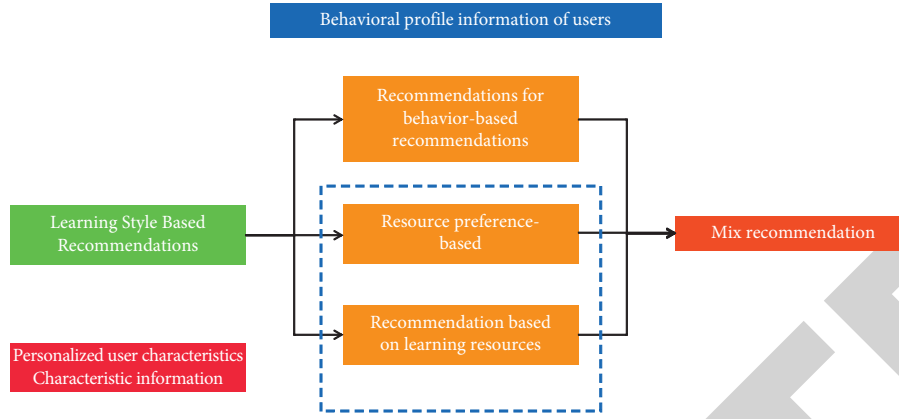 Behavioral profile information of users
Recommendations for
behavior-based
recommendations
Learning Style Based
Recommendations
Resource preference-
based
Mix recommendation
Recommendation based
on learning resources
Personalized user characteristics
Characteristic information